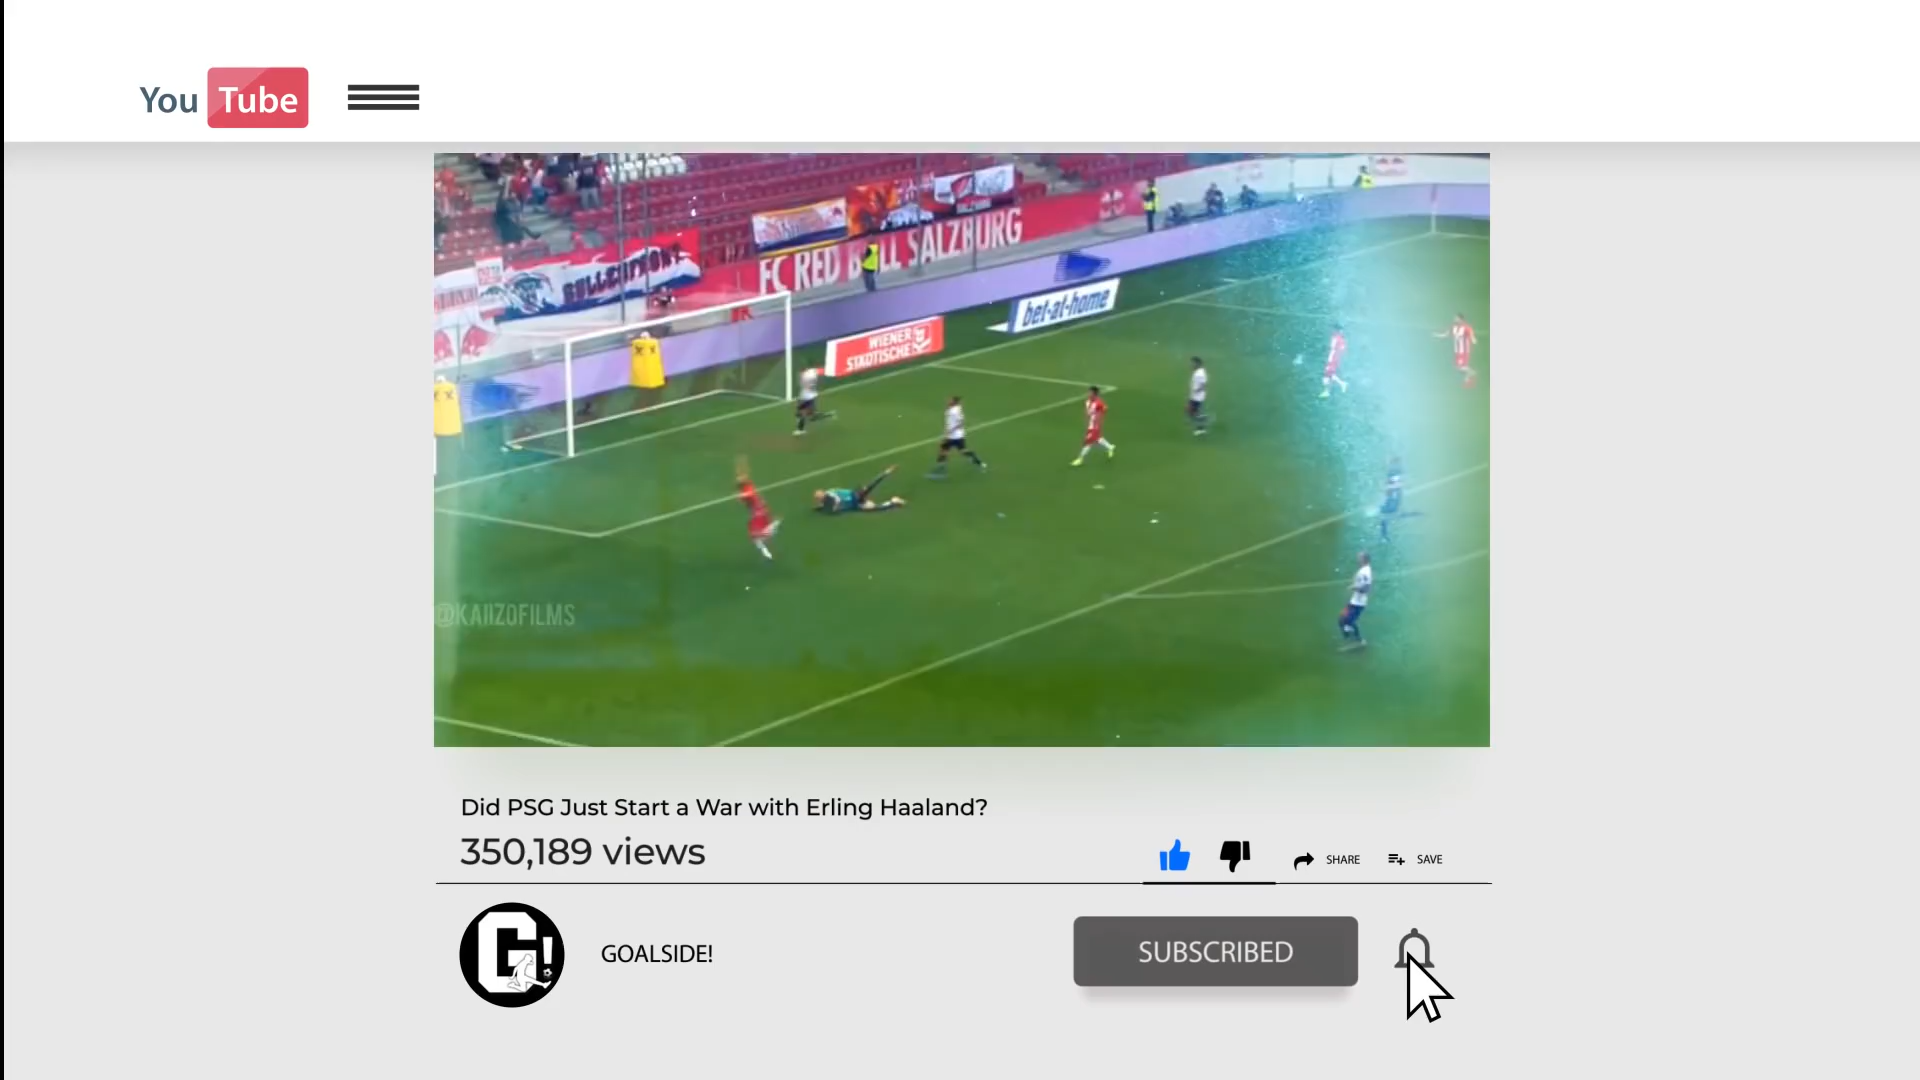 You Tube
BULLSUPPORT
FC RED BULL SALZBURG
bet-at-home
WIENER
STÄDTISCHE
@KAIIZOFILMS
Did PSG Just Start a War with Erling Haaland?
350,189 views
SHARE
SAVE
G!
GOALSIDE!
SUBSCRIBED